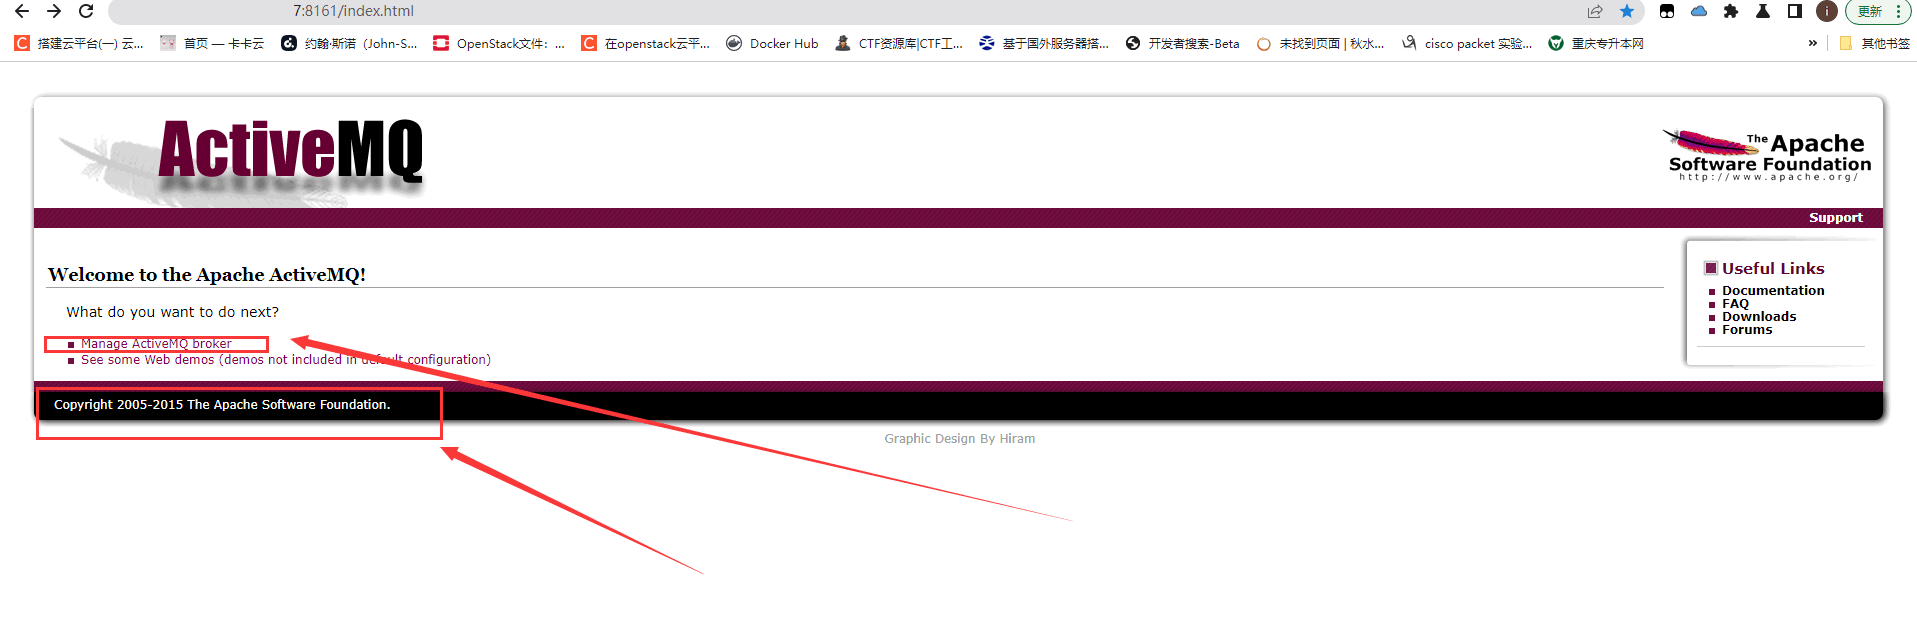 7:8161/index.html
更新
搭建云平台(一) 云...
首页 — 卡卡云
约翰·斯诺（John-S...
OpenStack文件: ...
在openstack云平...
Docker Hub
CTF资源库|CTF工...
基于国外服务器搭...
开发者搜索-Beta
未找到页面 | 秋水...
cisco packet 实验...
重庆专升本网
»
其他书签
ActiveMQ
The Apache
Software Foundation
http://www.apache.org/
Support
Welcome to the Apache ActiveMQ!
What do you want to do next?
Manage ActiveMQ broker
See some Web demos (demos not included in default configuration)
Useful Links
Documentation
FAQ
Downloads
Forums
Copyright 2005-2015 The Apache Software Foundation.
Graphic Design By Hiram